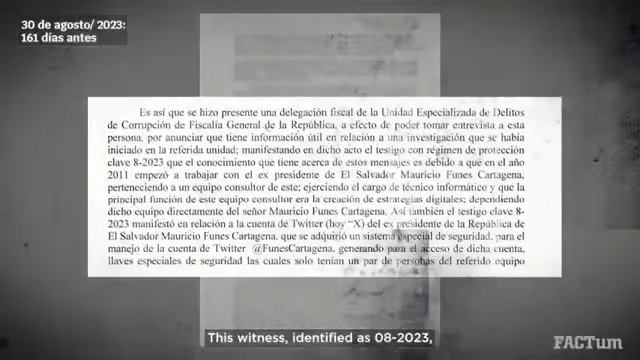 30 de agosto/ 2023:
161 días antes
Es así que se hizo presente una delegación fiscal de la Unidad Especializada de Delitos
de Corrupción de Fiscalía General de la República, a efecto de poder tomar entrevista a esta
persona, por anunciar que tiene información útil en relación a una investigación que se había
iniciado en la referida unidad; manifestando en dicho acto el testigo con régimen de protección
clave 8-2023 que el conocimiento que tiene acerca de estos mensajes es debido a que en el año
2011 empezó a trabajar con el ex presidente de El Salvador Mauricio Funes Cartagena,
perteneciendo a un equipo consultor de este; ejerciendo el cargo de técnico informático y que la
principal función de este equipo consultor era la creación de estrategias digitales; dependiendo
dicho equipo directamente del señor Mauricio Funes Cartagena. Así también el testigo clave 8-
2023 manifestó en relación a la cuenta de Twitter (hoy "X) del ex presidente de la República de
El Salvador Mauricio Funes Cartagena, que se adquirió un sistema especial de seguridad, para el
manejo de la cuenta de Twitter @FunesCartagena, generando para el acceso de dicha cuenta,
llaves especiales de seguridad las cuales solo tenían un par de personas del referido equipo
This witness, identified as 08-2023,
FACTum